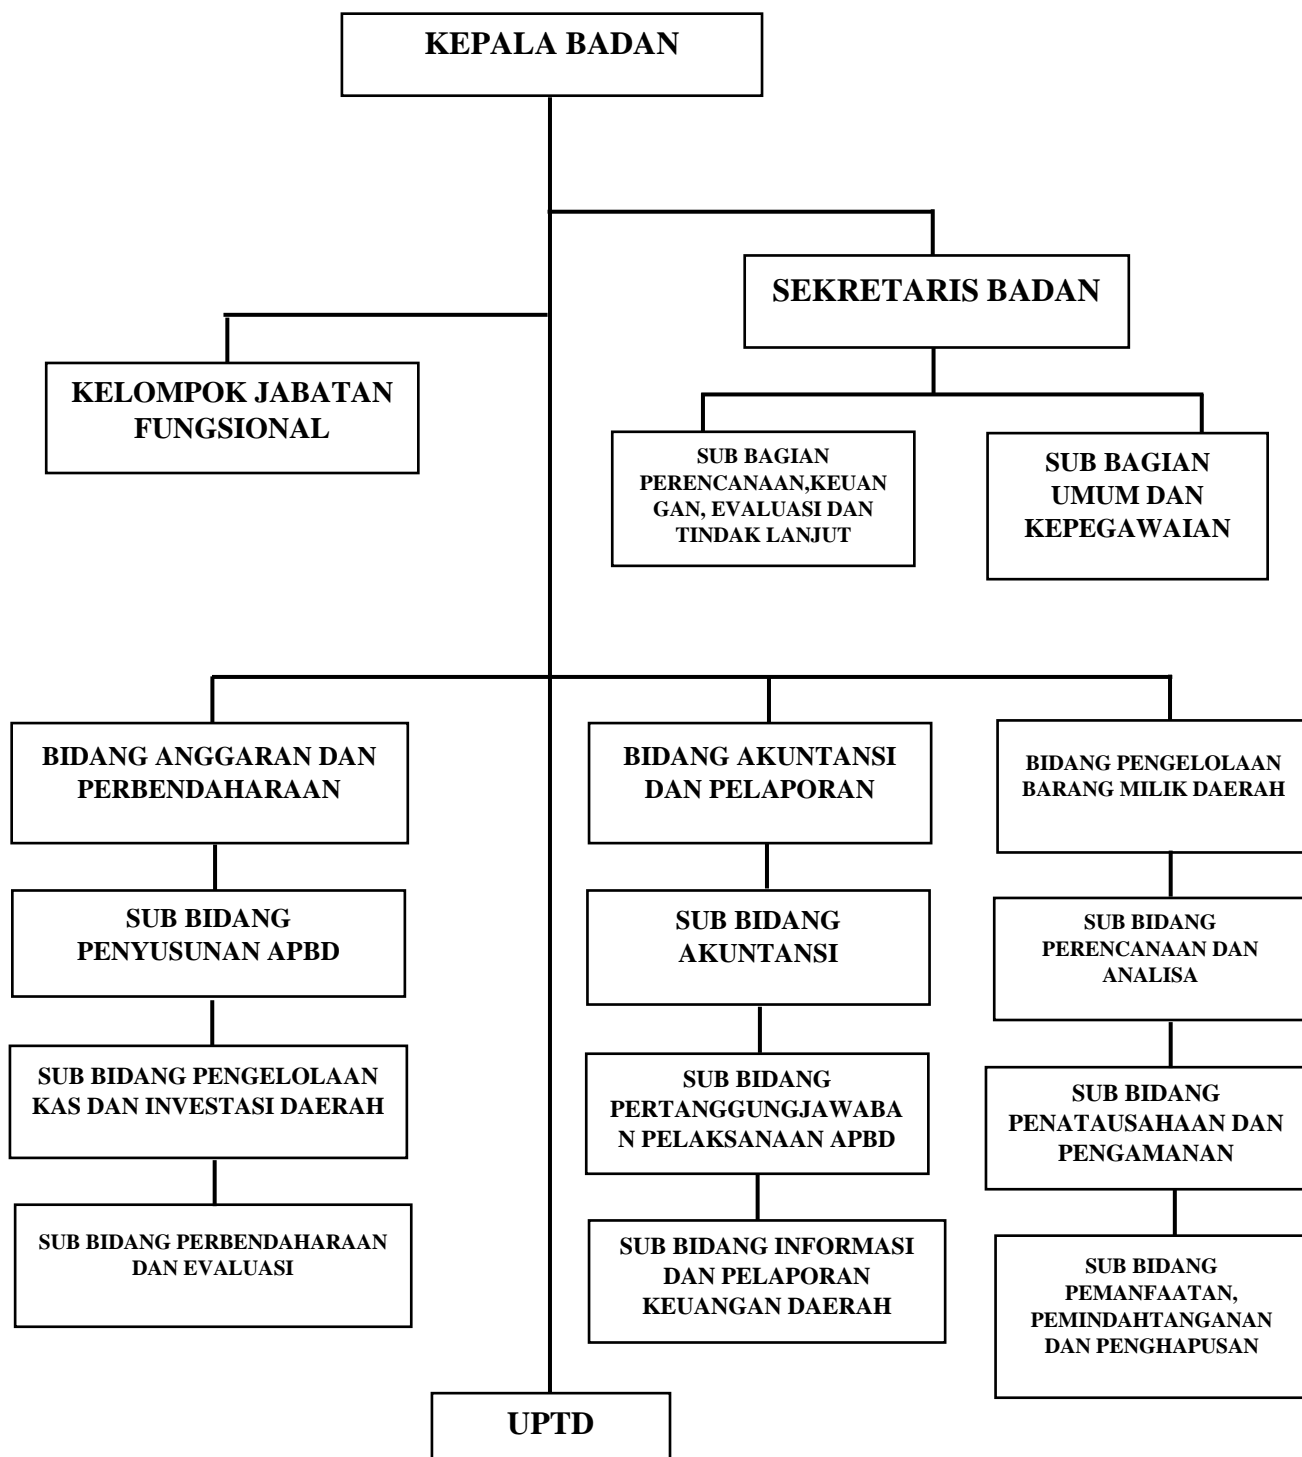 KEPALA BADAN
SEKRETARIS BADAN
KELOMPOK JABATAN
FUNGSIONAL
SUB BAGIAN
PERENCANAAN,KEUAN
GAN, EVALUASI DAN
TINDAK LANJUT
SUB BAGIAN
UMUM DAN
KEPEGAWAIAN
BIDANG ANGGARAN DAN
PERBENDAHARAAN
BIDANG AKUNTANSI
DAN PELAPORAN
BIDANG PENGELOLAAN
BARANG MILIK DAERAH
SUB BIDANG
PENYUSUNAN APBD
SUB BIDANG
AKUNTANSI
SUB BIDANG
PERENCANAAN DAN
ANALISA
SUB BIDANG PENGELOLAAN
KAS DAN INVESTASI DAERAH
SUB BIDANG
PERTANGGUNGJAWABA
N PELAKSANAAN APBD
SUB BIDANG
PENATAUSAHAAN DAN
PENGAMANAN
SUB BIDANG PERBENDAHARAAN
DAN EVALUASI
SUB BIDANG INFORMASI
DAN PELAPORAN
KEUANGAN DAERAH
SUB BIDANG
PEMANFAATAN,
PEMINDAHTANGANAN
DAN PENGHAPUSAN
UPTD